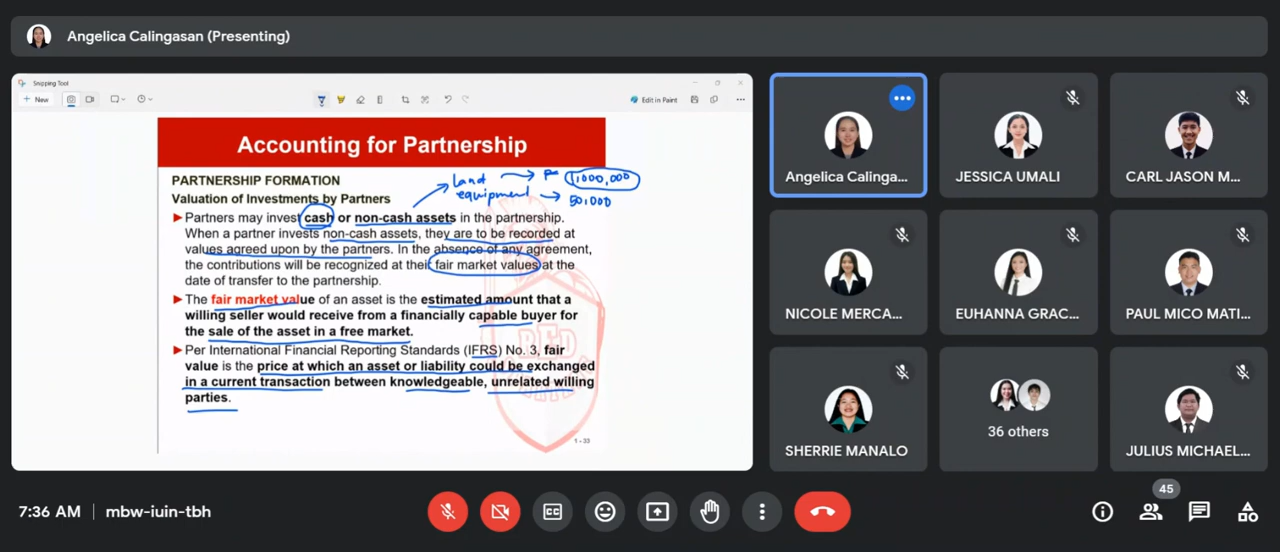 Angelica Calingasan (Presenting)
Snipping Tool
New
Edit in Paint
Accounting for Partnership
PARTNERSHIP FORMATION
Valuation of Investments by Partners
land
1,000,000
equipment
50,000
▶Partners may invest cash or non-cash assets in the partnership.
When a partner invests non-cash assets, they are to be recorded at
values agreed upon by the partners. In the absence of any agreement,
the contributions will be recognized at their fair market values at the
date of transfer to the partnership.
▶The fair market value of an asset is the estimated amount that a
willing seller would receive from a financially capable buyer for
the sale of the asset in a free market.
▶Per International Financial Reporting Standards (IFRS) No. 3, fair
value is the price at which an asset or liability could be exchanged
in a current transaction between knowledgeable, unrelated willing
parties.
RED
1 - 33
Angelica Calinga...
JESSICA UMALI
CARL JASON M...
NICOLE MERCA...
EUHANNA GRAC...
PAUL MICO MATI...
SHERRIE MANALO
36 others
JULIUS MICHAEL...
7:36 AM | mbw-iuin-tbh
CC
45